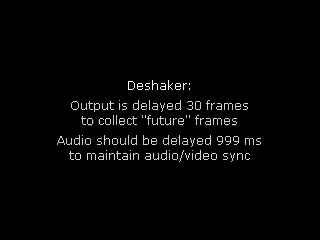 Deshaker:
Output is delayed 30 frames
to collect "future" frames
Audio should be delayed 999 ms
to maintain audio/video sync